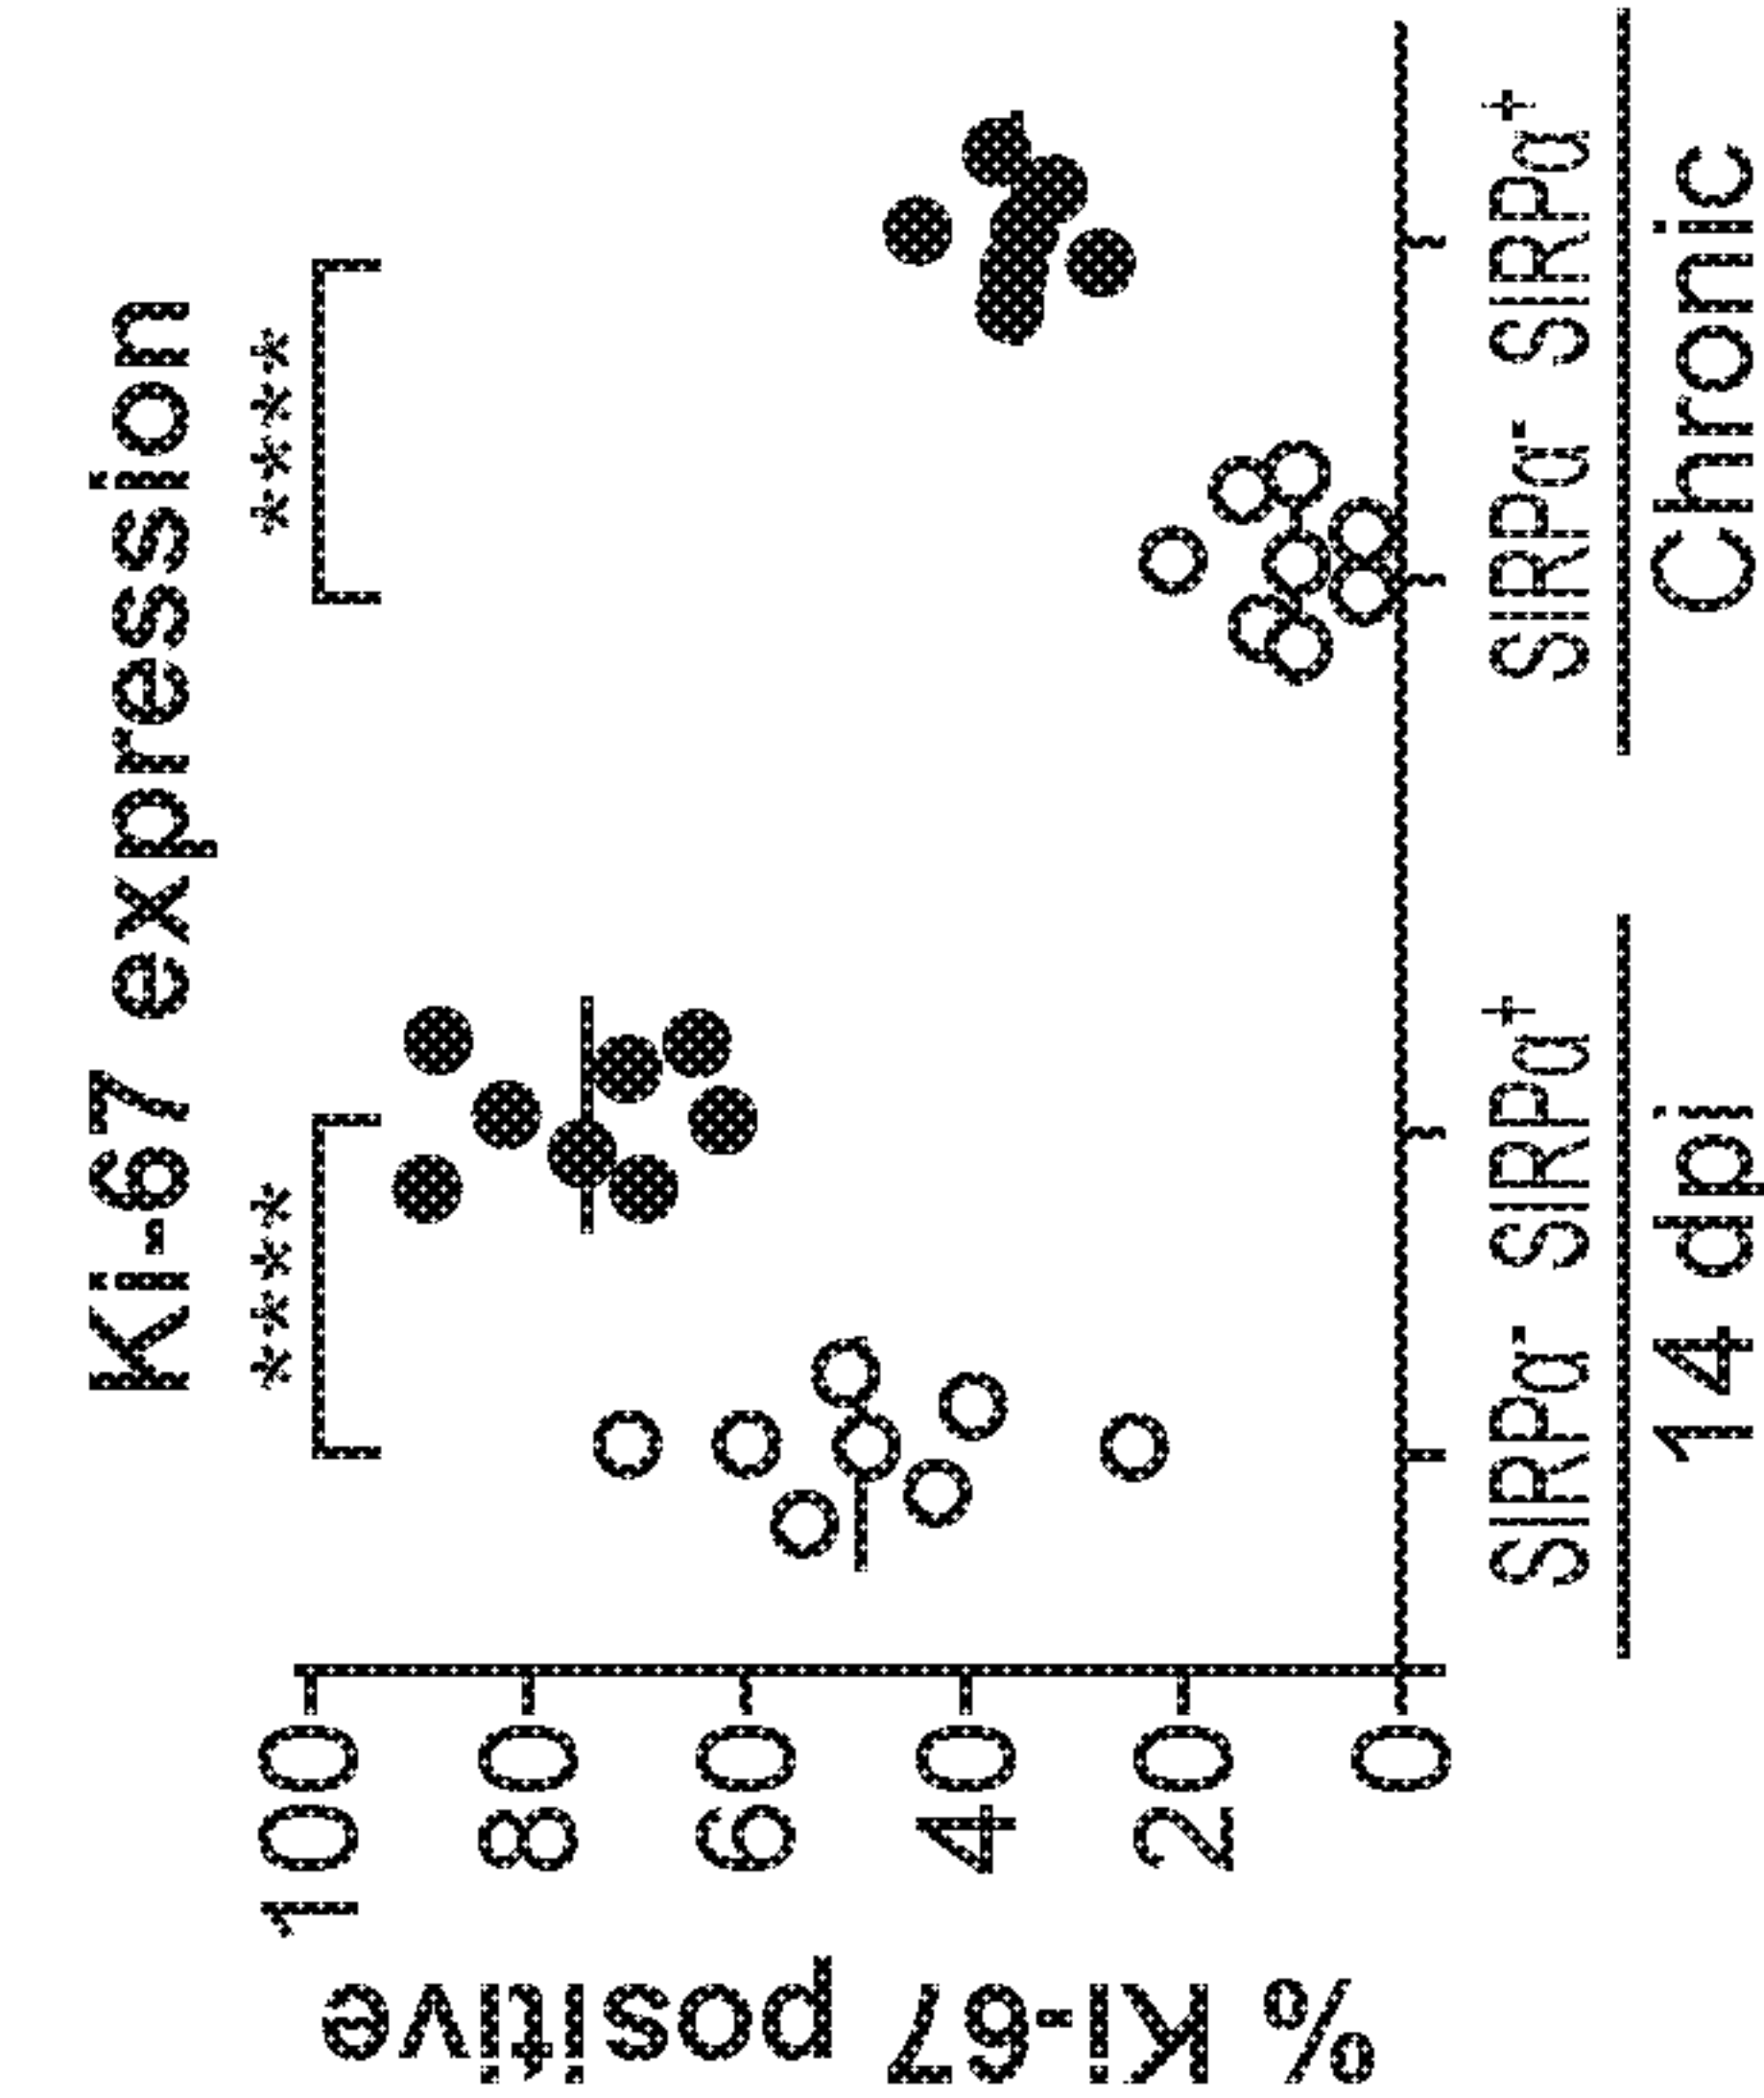 Ki-67 expression
**** ****
% Ki-67 positive
100
80
60
40
20
0
SIRPα- SIRPα+ SIRPα- SIRPα+
14 dpi Chronic